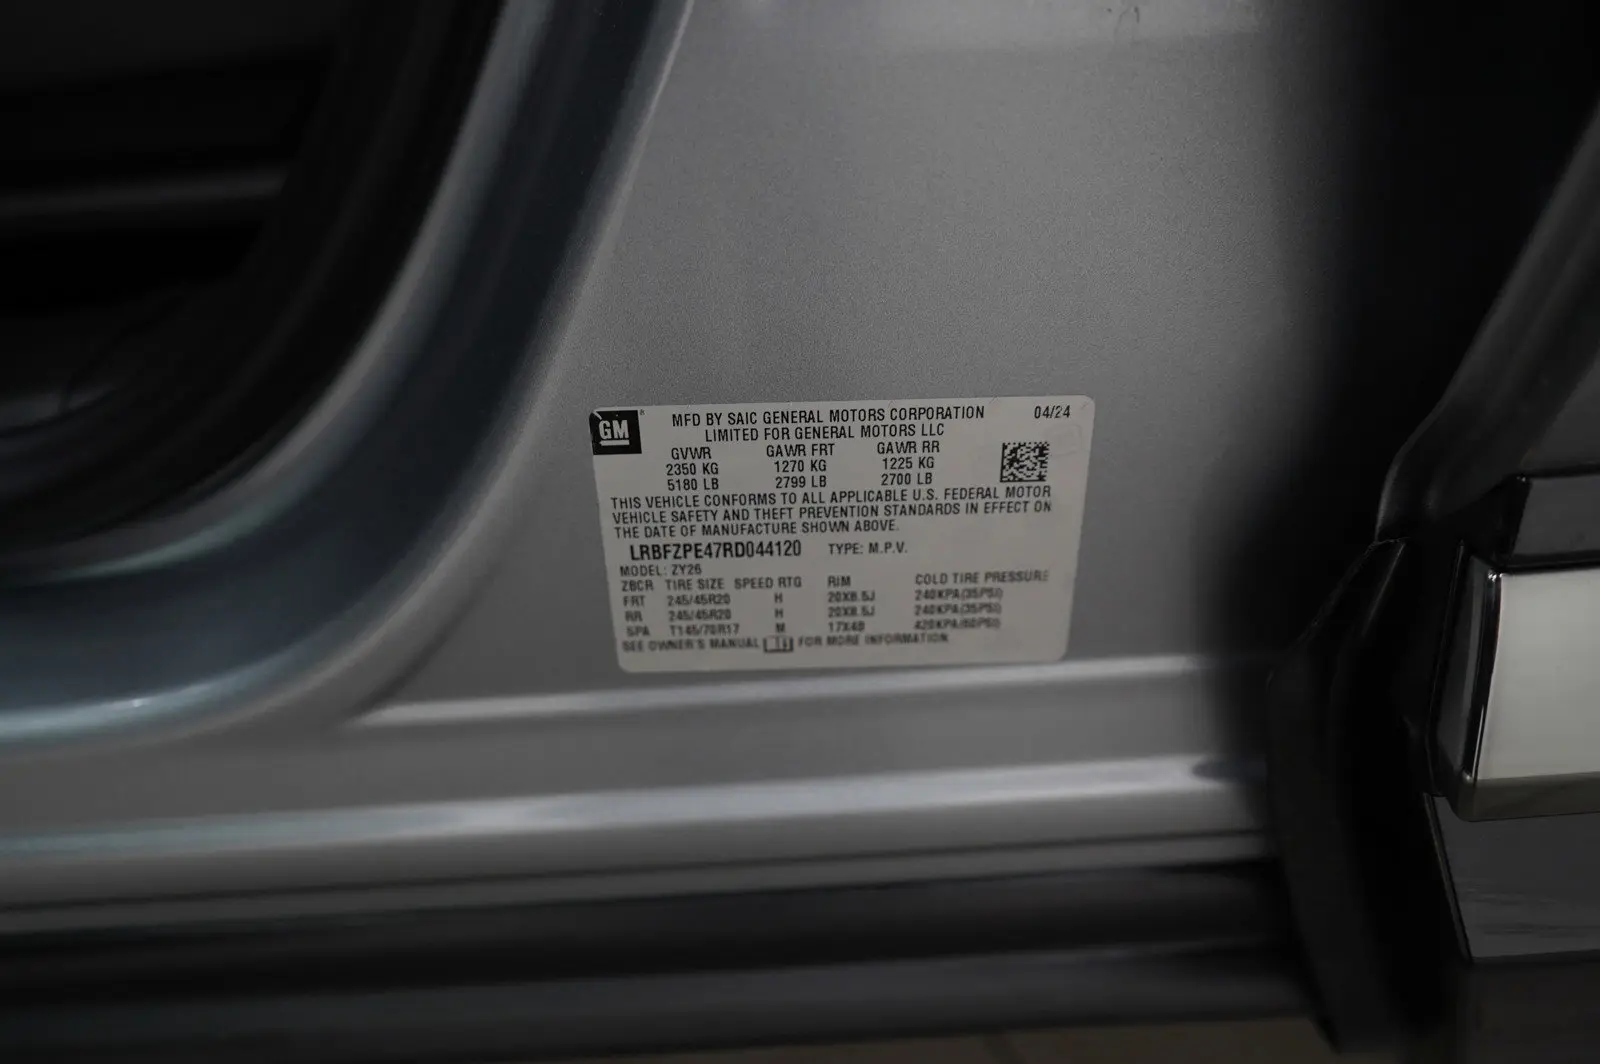 GM
MFD BY SAIC GENERAL MOTORS CORPORATION 04/24
LIMITED FOR GENERAL MOTORS LLC
GVWR GAWR FRT GAWR RR
2350 KG 1270 KG 1225 KG
5180 LB 2799 LB 2700 LB
THIS VEHICLE CONFORMS TO ALL APPLICABLE U.S. FEDERAL MOTOR
VEHICLE SAFETY AND THEFT PREVENTION STANDARDS IN EFFECT ON
THE DATE OF MANUFACTURE SHOWN ABOVE.
LRBFZPE47RD044120 TYPE: M.P.V.
MODEL: ZY26
ZBCR TIRE SIZE SPEED RTG RIM COLD TIRE PRESSURE
FRT 245/45R20 H 20X8.5J 240KPA(35PSI)
RR 245/45R20 H 20X8.5J 240KPA(35PSI)
SPA T145/70R17 M 17X4B 420KPA(60PSI)
SEE OWNER'S MANUAL FOR MORE INFORMATION